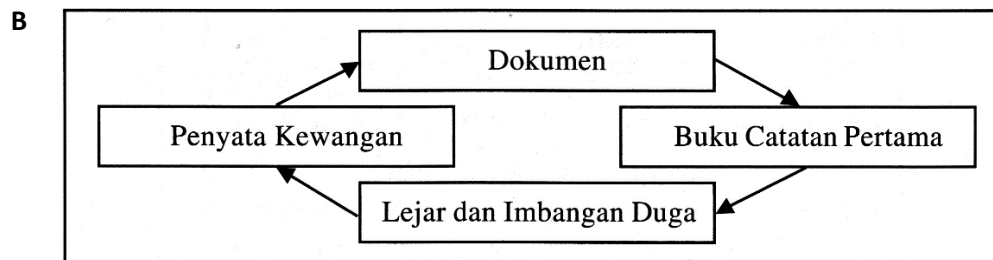 B
Dokumen
Penyata Kewangan
Buku Catatan Pertama
Lejar dan Imbangan Duga